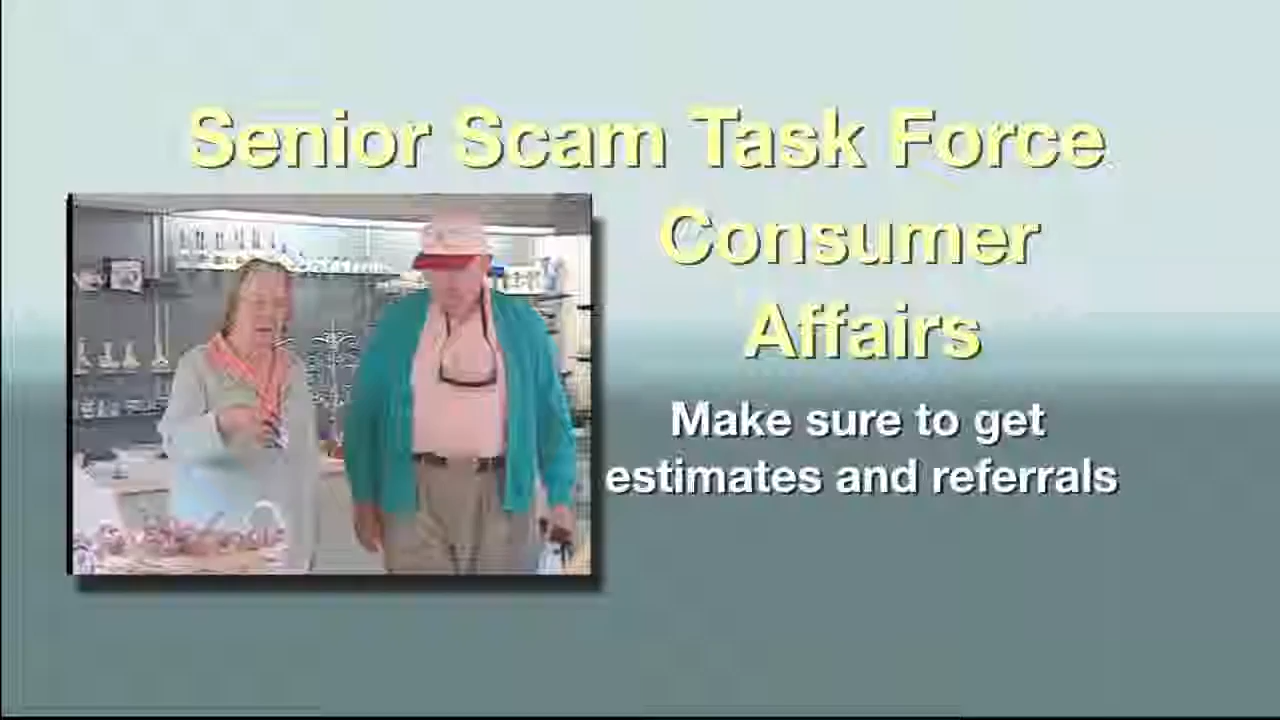 Senior Scam Task Force
Consumer
Affairs
Make sure to get
estimates and referrals